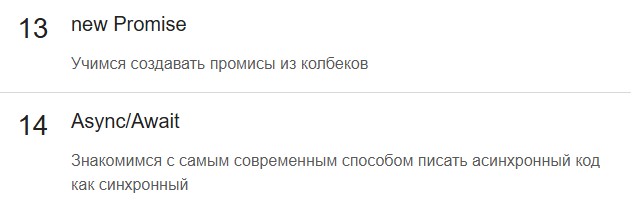 13
new Promise
Учимся создавать промисы из колбеков
14
Async/Await
Знакомимся с самым современным способом писать асинхронный код
как синхронный